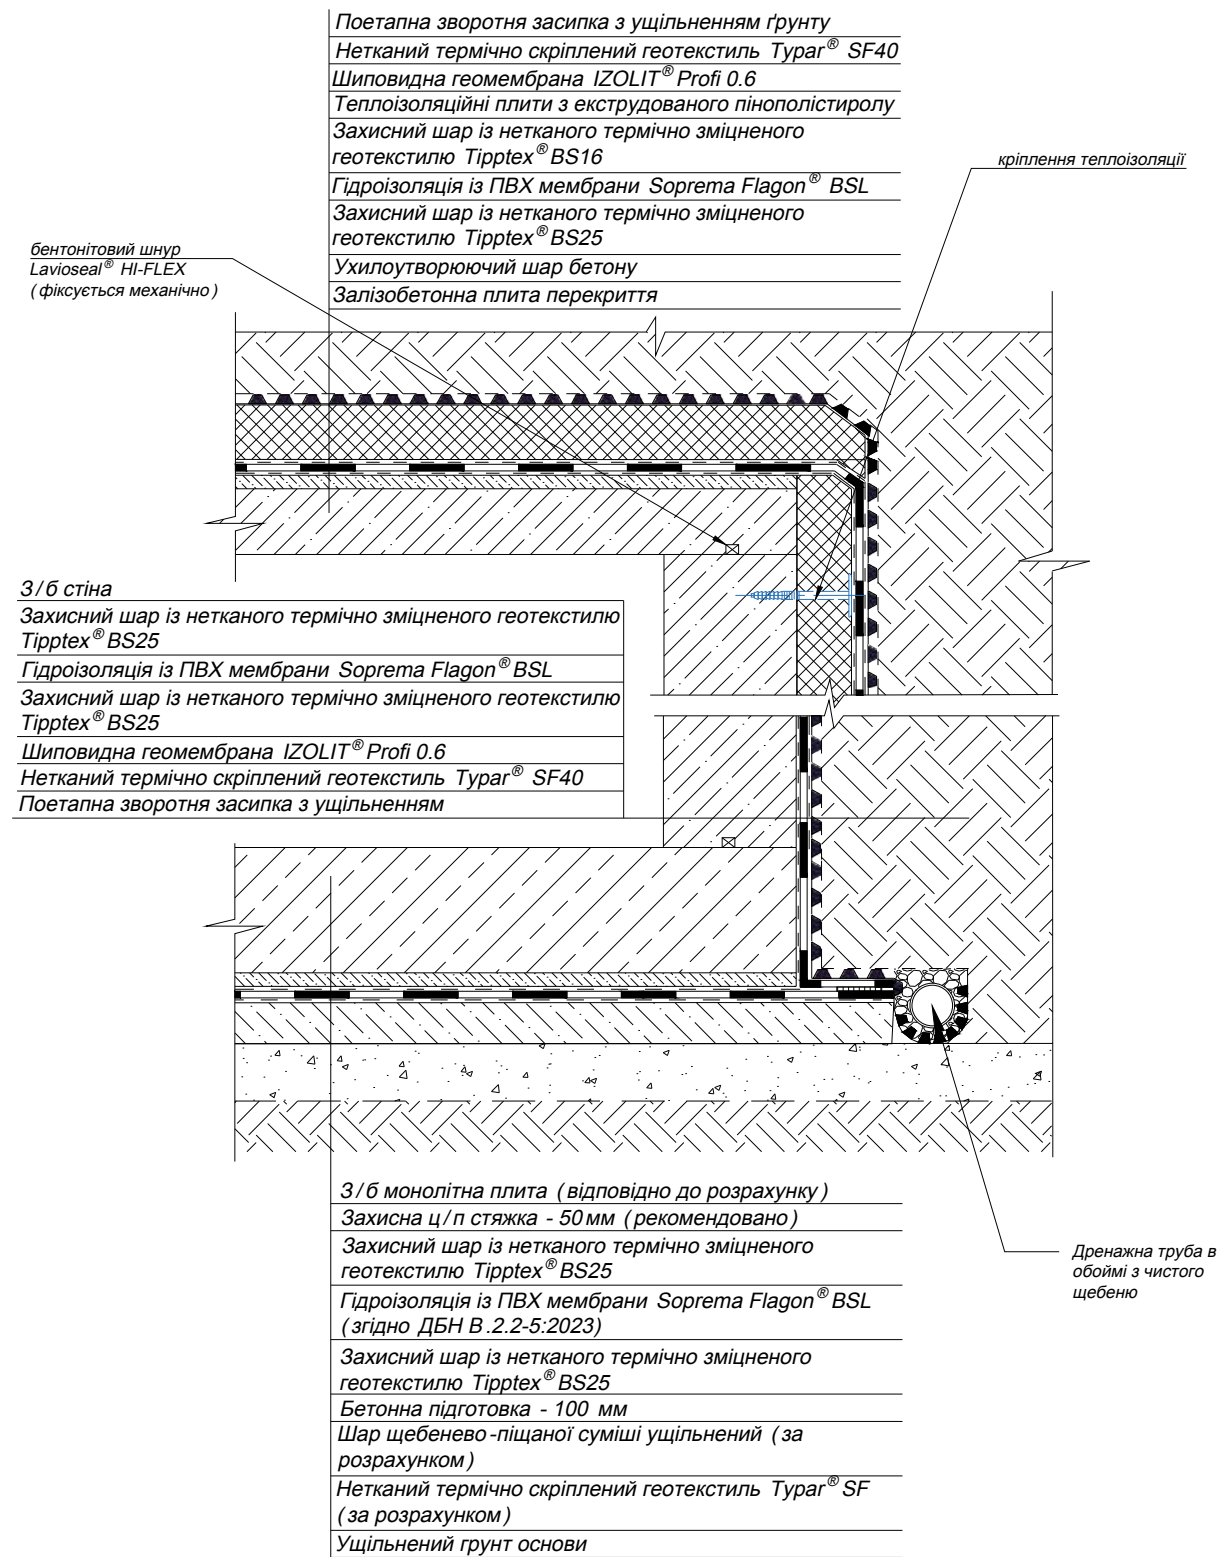 Поетапна зворотня засипка з ущільненням ґрунту
Нетканий термічно скріплений геотекстиль Typar® SF40
Шиповидна геомембрана IZOLIT® Profi 0.6
Теплоізоляційні плити з екструдованого пінополістиролу
Захисний шар із нетканого термічно зміцненого
геотекстилю Tipptex® BS16
Гідроізоляція із ПВХ мембрани Soprema Flagon® BSL
Захисний шар із нетканого термічно зміцненого
геотекстилю Tipptex® BS25
Ухилоутворюючий шар бетону
Залізобетонна плита перекриття
кріплення теплоізоляції
бентонітовий шнур
Lavioseal® HI-FLEX
(фіксується механічно)
З/б стіна
Захисний шар із нетканого термічно зміцненого геотекстилю
Tipptex® BS25
Гідроізоляція із ПВХ мембрани Soprema Flagon® BSL
Захисний шар із нетканого термічно зміцненого геотекстилю
Tipptex® BS25
Шиповидна геомембрана IZOLIT® Profi 0.6
Нетканий термічно скріплений геотекстиль Typar® SF40
Поетапна зворотня засипка з ущільненням
З/б монолітна плита (відповідно до розрахунку)
Захисна ц/п стяжка - 50 мм (рекомендовано)
Захисний шар із нетканого термічно зміцненого
геотекстилю Tipptex® BS25
Гідроізоляція із ПВХ мембрани Soprema Flagon® BSL
(згідно ДБН В.2.2-5:2023)
Захисний шар із нетканого термічно зміцненого
геотекстилю Tipptex® BS25
Бетонна підготовка - 100 мм
Шар щебенево-піщаної суміші ущільнений (за
розрахунком)
Нетканий термічно скріплений геотекстиль Typar® SF
(за розрахунком)
Ущільнений грунт основи
Дренажна труба в
обоймі з чистого
щебеню